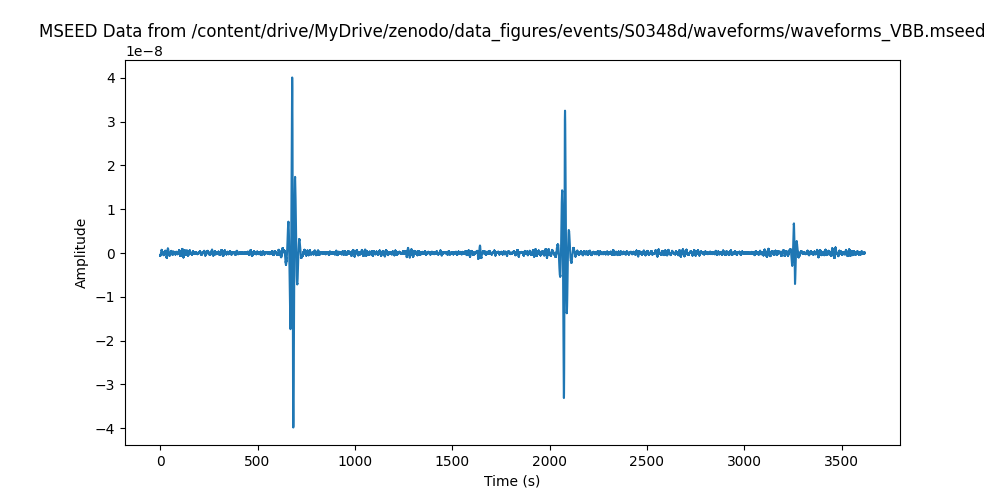 MSEED Data from /content/drive/MyDrive/zenodo/data_figures/events/S0348d/waveforms/waveforms_VBB.mseed
1e−8
4
3
2
1
0
−1
−2
−3
−4
Amplitude
0 500 1000 1500 2000 2500 3000 3500
Time (s)